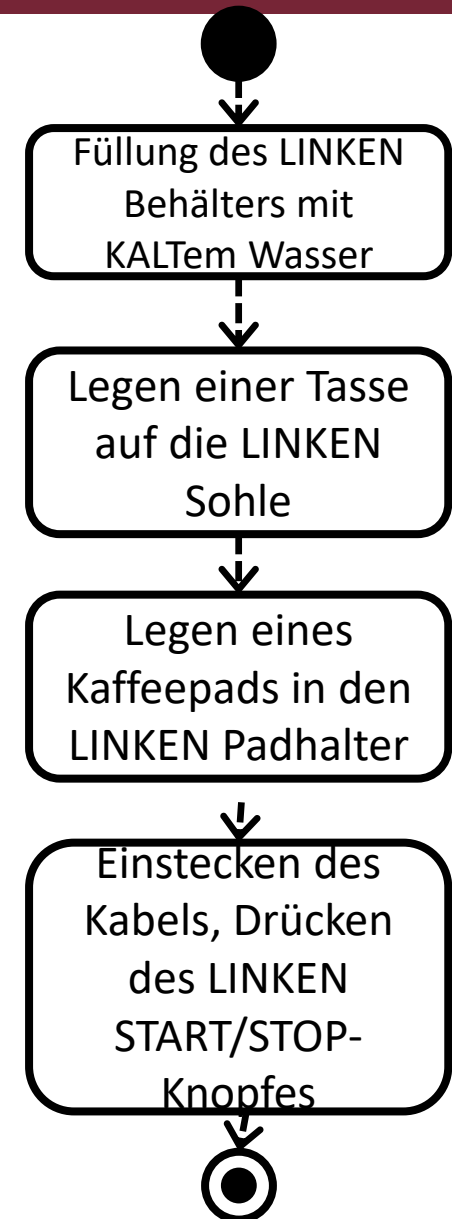 Füllung des LINKEN
Behälters mit
KALTem Wasser
Legen einer Tasse
auf die LINKEN
Sohle
Legen eines
Kaffeepads in den
LINKEN Padhalter
Einstecken des
Kabels, Drücken
des LINKEN
START/STOP-
Knopfes